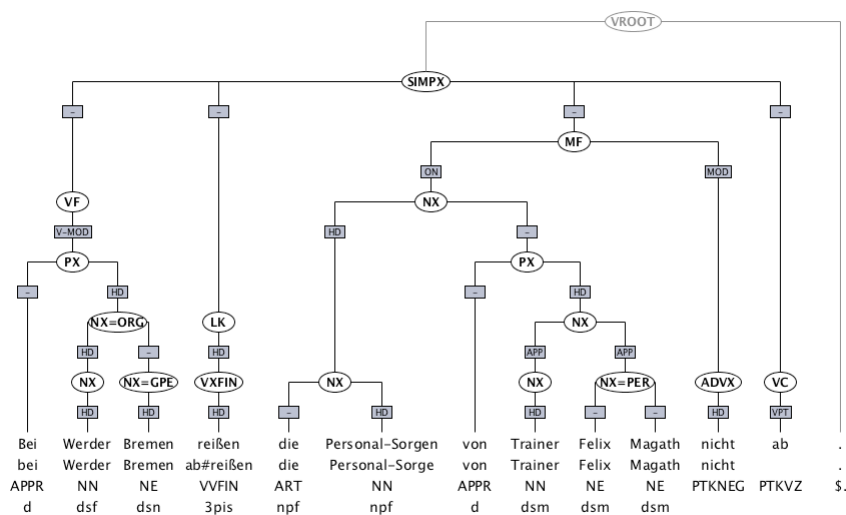 VROOT
SIMPX
– – – –
MF
ON MOD
VF NX
V-MOD HD –
PX PX
– HD – HD
NX=ORG LK NX
HD – HD APP APP
NX NX=GPE VXFIN NX NX NX=PER ADVX VC
HD HD HD – HD HD – – HD VPT
Bei Werder Bremen reißen die Personal-Sorgen von Trainer Felix Magath nicht ab .
bei Werder Bremen ab#reißen die Personal-Sorge von Trainer Felix Magath nicht .
APPR NN NE VVFIN ART NN APPR NN NE NE PTKNEG PTKVZ $.
d dsf dsn 3pis npf npf d dsm dsm dsm